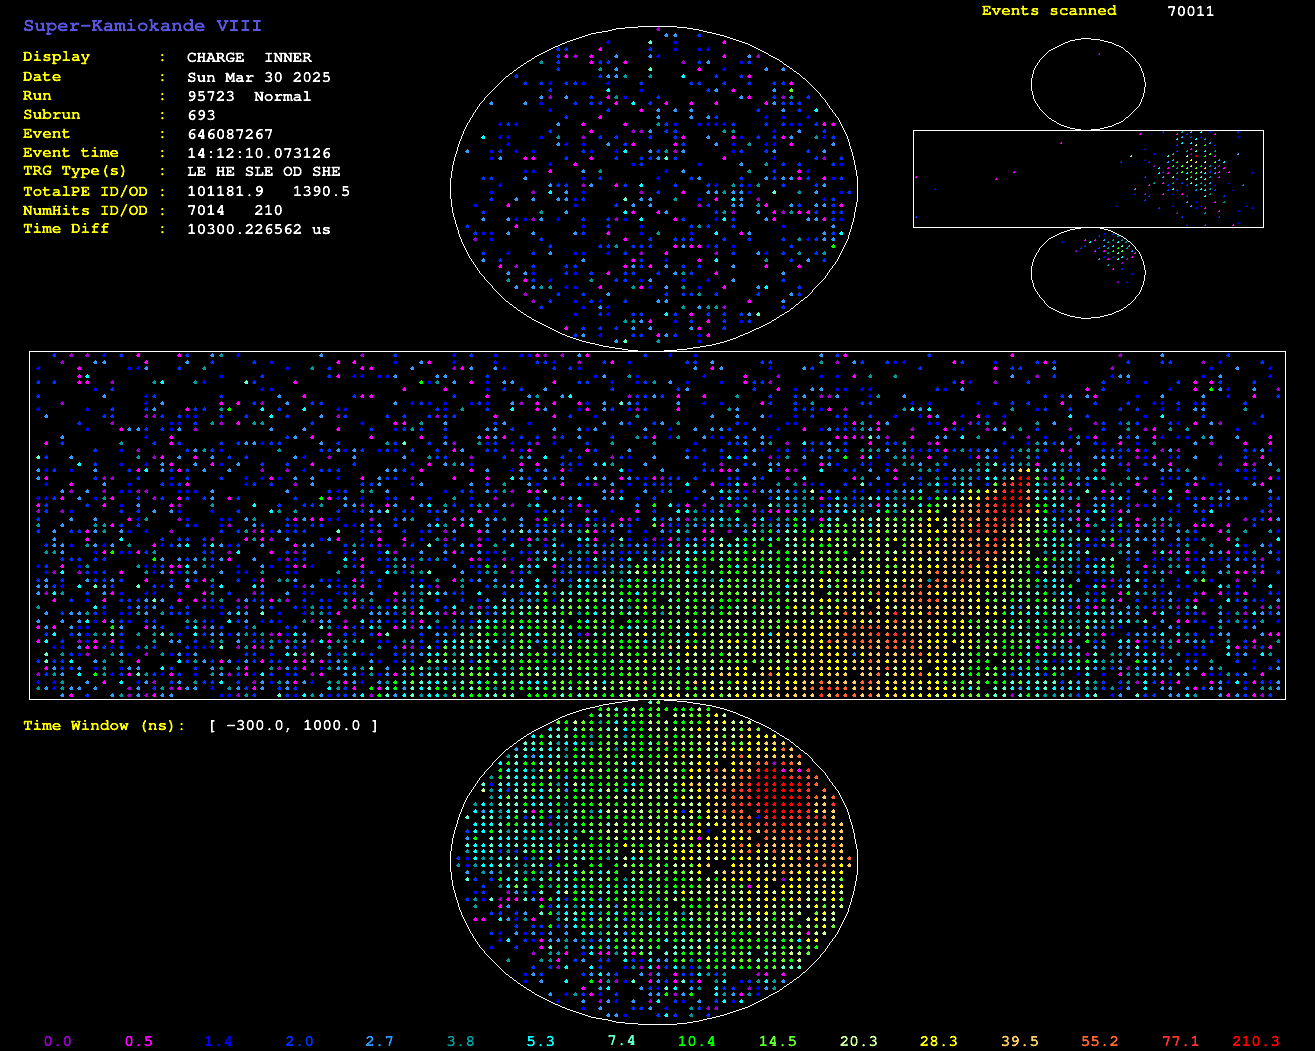 Super-Kamiokande VIII
Events scanned 70011
Display : CHARGE INNER
Date : Sun Mar 30 2025
Run : 95723 Normal
Subrun : 693
Event : 646087267
Event time : 14:12:10.073126
TRG Type(s) : LE HE SLE OD SHE
TotalPE ID/OD : 101181.9 1390.5
NumHits ID/OD : 7014 210
Time Diff : 10300.226562 us
Time Window (ns): [ -300.0, 1000.0 ]
0.0 0.5 1.4 2.0 2.7 3.8 5.3 7.4 10.4 14.5 20.3 28.3 39.5 55.2 77.1 210.3